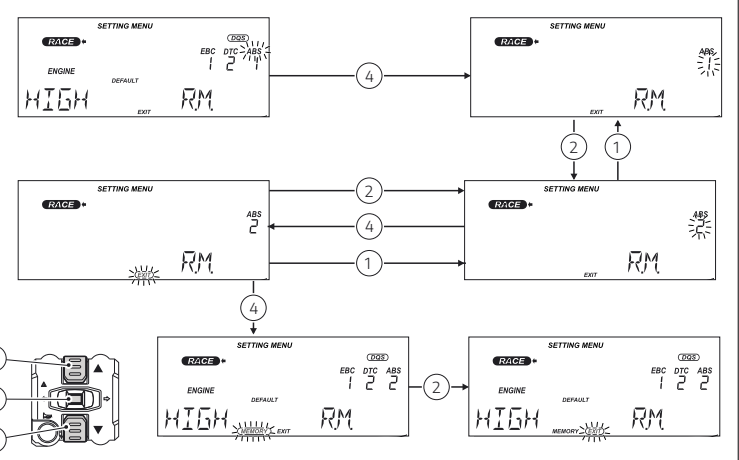 SETTING MENU
RACE
DQS
EBC DTC ABS
1 2 1
ENGINE
DEFAULT
HIGH R.M.
EXIT
4
SETTING MENU
RACE
ABS
1
R.M.
EXIT
2 1
SETTING MENU
RACE
ABS
2
R.M.
EXIT
2
4
1
SETTING MENU
RACE
ABS
2
R.M.
EXIT
4
SETTING MENU
RACE
DQS
EBC DTC ABS
1 2 2
ENGINE
DEFAULT
HIGH R.M.
MEMORY EXIT
2
SETTING MENU
RACE
DQS
EBC DTC ABS
1 2 2
ENGINE
DEFAULT
HIGH R.M.
MEMORY EXIT